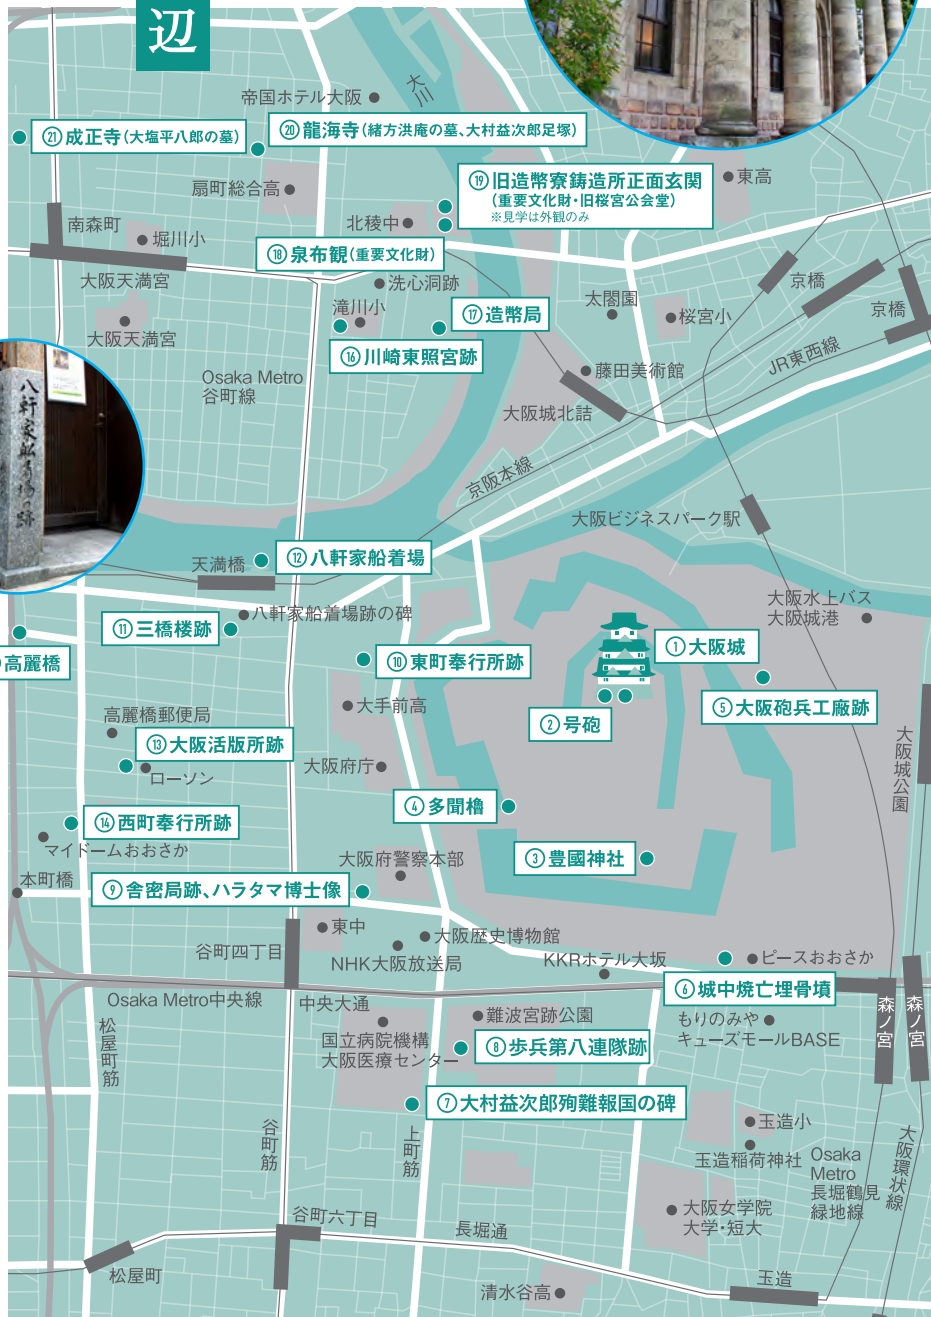 辺
大川
帝国ホテル大阪
㉑成正寺(大塩平八郎の墓)
⑳龍海寺(緒方洪庵の墓、大村益次郎足塚)
⑲旧造幣寮鋳造所正面玄関
(重要文化財・旧桜宮公会堂)
※見学は外観のみ
東高
扇町総合高
北稜中
南森町
堀川小
⑱泉布観(重要文化財)
大阪天満宮
洗心洞跡
京橋
京橋
太閤園
滝川小
⑰造幣局
桜宮小
大阪天満宮
⑯川崎東照宮跡
JR東西線
藤田美術館
Osaka Metro
谷町線
大阪城北詰
八軒家船着場の跡
京阪本線
大阪ビジネスパーク駅
天満橋
⑫八軒家船着場
大阪水上バス
大阪城港
八軒家船着場跡の碑
⑪三橋楼跡
①大阪城
高麗橋
⑩東町奉行所跡
⑤大阪砲兵工廠跡
大手前高
②号砲
高麗橋郵便局
⑬大阪活版所跡
大阪城公園
大阪府庁
ローソン
④多聞櫓
⑭西町奉行所跡
マイドームおおさか
大阪府警察本部
③豊國神社
本町橋
⑨舎密局跡、ハラタマ博士像
東中
大阪歴史博物館
谷町四丁目
NHK大阪放送局
KKRホテル大坂
ピースおおさか
⑥城中焼亡埋骨墳
Osaka Metro中央線
中央大通
森ノ宮
森ノ宮
難波宮跡公園
もりのみや
キューズモールBASE
松屋町筋
国立病院機構
大阪医療センター
⑧歩兵第八連隊跡
⑦大村益次郎殉難報国の碑
谷町筋
上町筋
玉造小
玉造稲荷神社
大阪環状線
Osaka
Metro
長堀鶴見
緑地線
大阪女学院
大学・短大
谷町六丁目
長堀通
松屋町
玉造
清水谷高